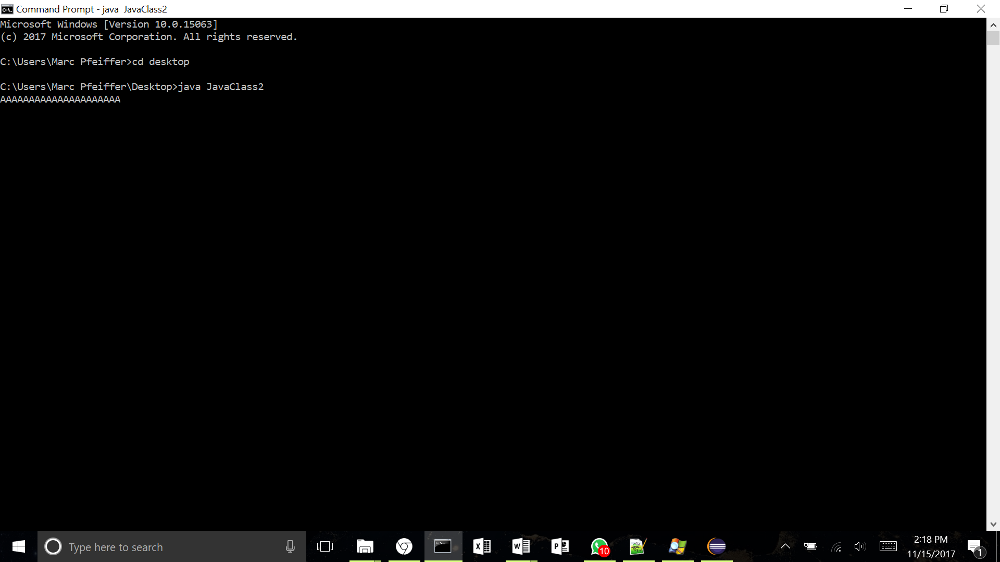 Command Prompt - java  JavaClass2
Microsoft Windows [Version 10.0.15063]
(c) 2017 Microsoft Corporation. All rights reserved.
C:\Users\Marc Pfeiffer>cd desktop
C:\Users\Marc Pfeiffer\Desktop>java JavaClass2
AAAAAAAAAAAAAAAAAAAAA
Type here to search
10
2:18 PM
11/15/2017
1